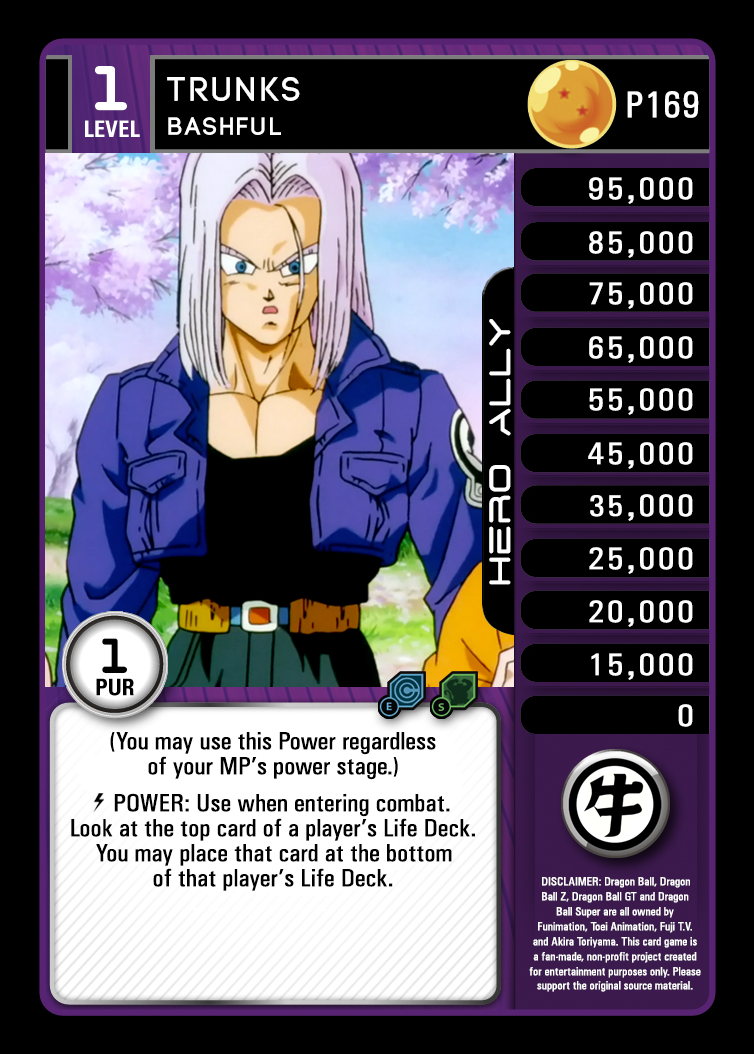 1
LEVEL
TRUNKS
BASHFUL
P169
95,000
85,000
75,000
65,000
55,000
45,000
35,000
25,000
20,000
15,000
0
HERO ALLY
1
PUR
E
S
(You may use this Power regardless
of your MP's power stage.)
POWER: Use when entering combat.
Look at the top card of a player's Life Deck.
You may place that card at the bottom
of that player's Life Deck.
牛
DISCLAIMER: Dragon Ball, Dragon
Ball Z, Dragon Ball GT and Dragon
Ball Super are all owned by
Funimation, Toei Animation, Fuji T.V.
and Akira Toriyama. This card game is
a fan-made, non-profit project created
for entertainment purposes only. Please
support the original source material.